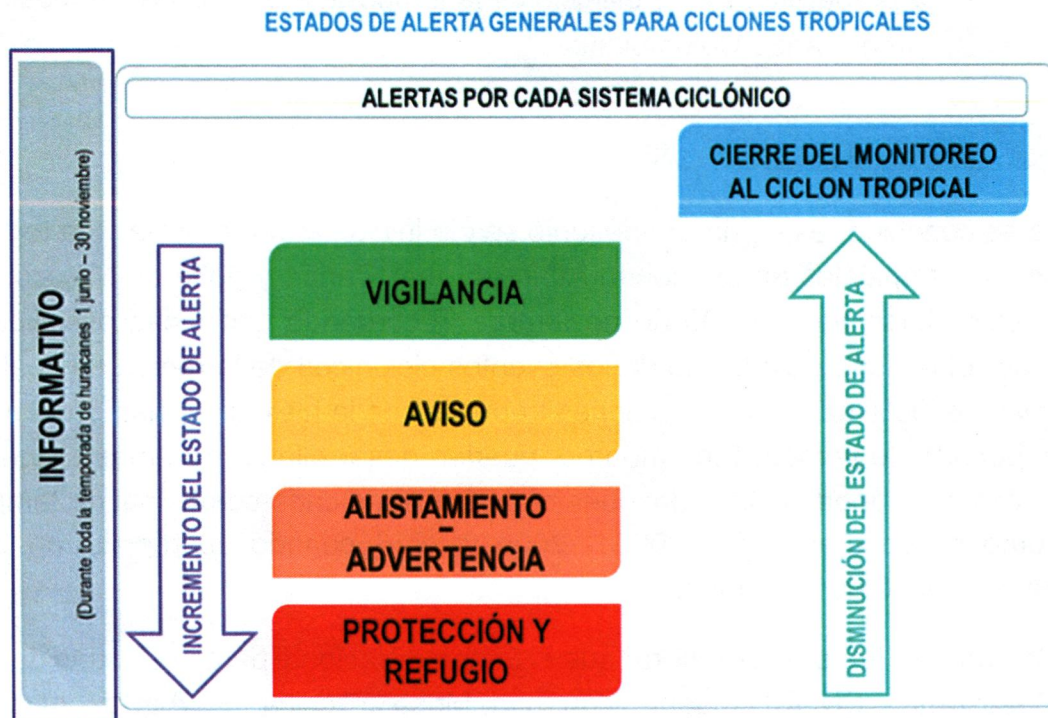 ESTADOS DE ALERTA GENERALES PARA CICLONES TROPICALES
INFORMATIVO
(Durante toda la temporada de huracanes 1 junio – 30 noviembre)
ALERTAS POR CADA SISTEMA CICLÓNICO
CIERRE DEL MONITOREO
AL CICLON TROPICAL
INCREMENTO DEL ESTADO DE ALERTA
VIGILANCIA
AVISO
ALISTAMIENTO
–
ADVERTENCIA
PROTECCIÓN Y
REFUGIO
DISMINUCIÓN DEL ESTADO DE ALERTA